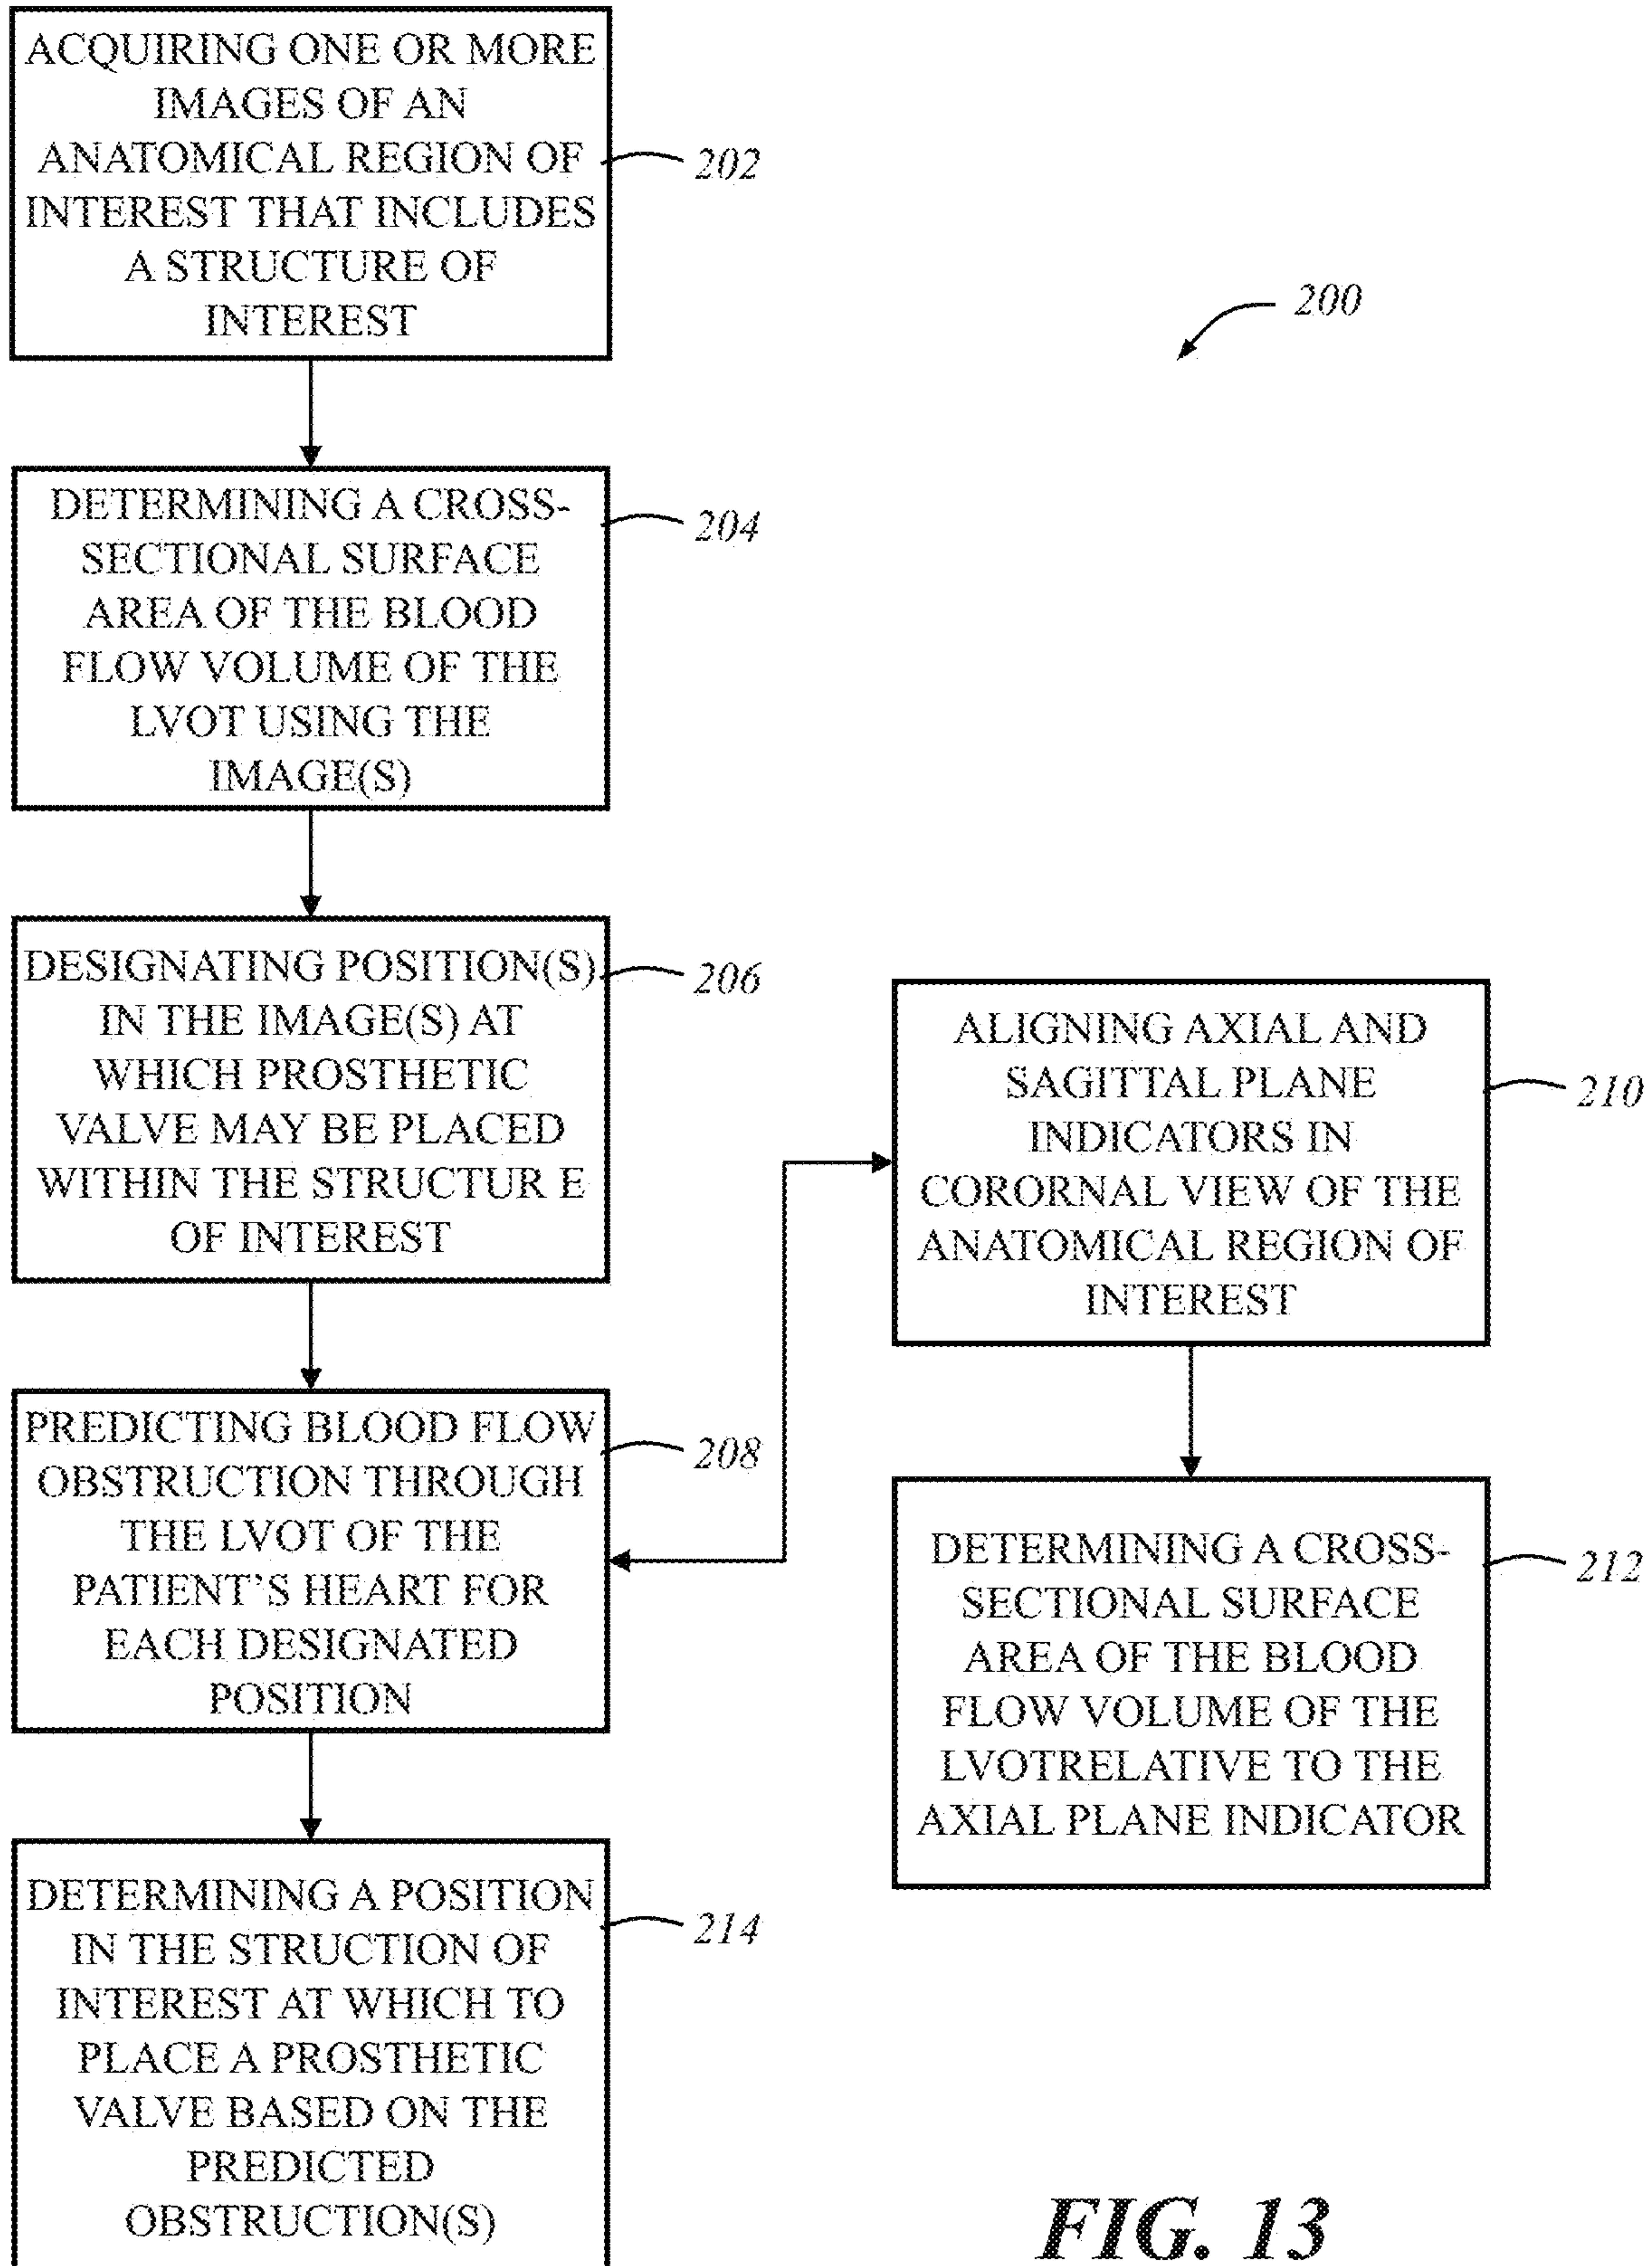 ACQUIRING ONE OR MORE
IMAGES OF AN
ANATOMICAL REGION OF
INTEREST THAT INCLUDES
A STRUCTURE OF
INTEREST
202
200
DETERMINING A CROSS-
SECTIONAL SURFACE
AREA OF THE BLOOD
FLOW VOLUME OF THE
LVOT USING THE
IMAGE(S)
204
DESIGNATING POSITION(S)
IN THE IMAGE(S) AT
WHICH PROSTHETIC
VALVE MAY BE PLACED
WITHIN THE STRUCTUR E
OF INTEREST
206
PREDICTING BLOOD FLOW
OBSTRUCTION THROUGH
THE LVOT OF THE
PATIENT'S HEART FOR
EACH DESIGNATED
POSITION
208
ALIGNING AXIAL AND
SAGITTAL PLANE
INDICATORS IN
CORORNAL VIEW OF THE
ANATOMICAL REGION OF
INTEREST
210
DETERMINING A CROSS-
SECTIONAL SURFACE
AREA OF THE BLOOD
FLOW VOLUME OF THE
LVOTRELATIVE TO THE
AXIAL PLANE INDICATOR
212
DETERMINING A POSITION
IN THE STRUCTION OF
INTEREST AT WHICH TO
PLACE A PROSTHETIC
VALVE BASED ON THE
PREDICTED
OBSTRUCTION(S)
214
FIG. 13